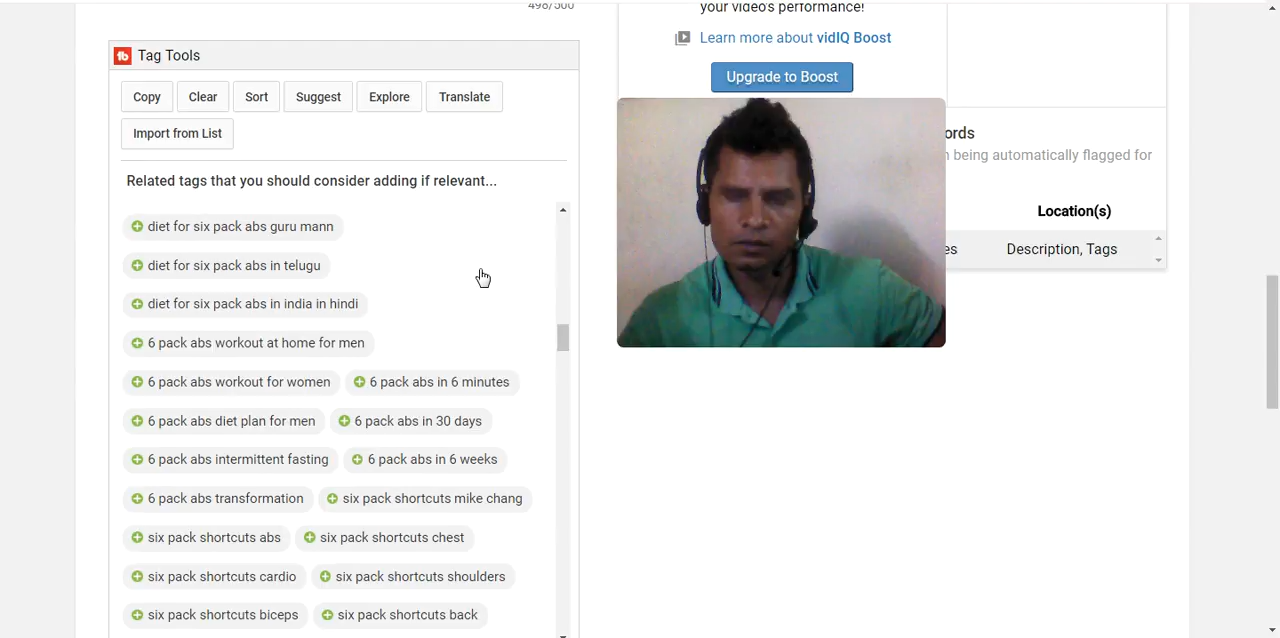 498/500
your video's performance!
Learn more about vidIQ Boost
Upgrade to Boost
Tag Tools
Copy Clear Sort Suggest Explore Translate
Import from List
Related tags that you should consider adding if relevant...
diet for six pack abs guru mann
diet for six pack abs in telugu
diet for six pack abs in india in hindi
6 pack abs workout at home for men
6 pack abs workout for women 6 pack abs in 6 minutes
6 pack abs diet plan for men 6 pack abs in 30 days
6 pack abs intermittent fasting 6 pack abs in 6 weeks
6 pack abs transformation six pack shortcuts mike chang
six pack shortcuts abs six pack shortcuts chest
six pack shortcuts cardio six pack shortcuts shoulders
six pack shortcuts biceps six pack shortcuts back
being automatically flagged for
Location(s)
Description, Tags